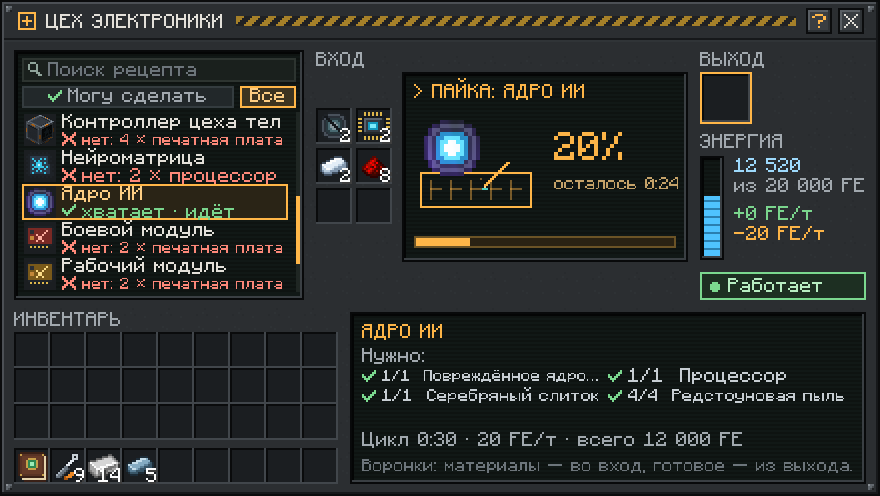 ЦЕХ ЭЛЕКТРОНИКИ
?
X
Поиск рецепта
Могу сделать
Все
Контроллер цеха тел
нет: 4 × печатная плата
Нейроматрица
нет: 2 × процессор
Ядро ИИ
хватает · идёт
Боевой модуль
нет: 2 × печатная плата
Рабочий модуль
нет: 2 × печатная плата
ВХОД
2
2
2
8
> ПАЙКА: ЯДРО ИИ
20%
осталось 0:24
ВЫХОД
ЭНЕРГИЯ
12 520
из 20 000 FE
+0 FE/т
−20 FE/т
Работает
ИНВЕНТАРЬ
9
14
5
ЯДРО ИИ
Нужно:
1/1 Повреждённое ядро...
1/1 Процессор
1/1 Серебряный слиток
4/4 Редстоуновая пыль
Цикл 0:30 · 20 FE/т · всего 12 000 FE
Воронки: материалы — во вход, готовое — из выхода.